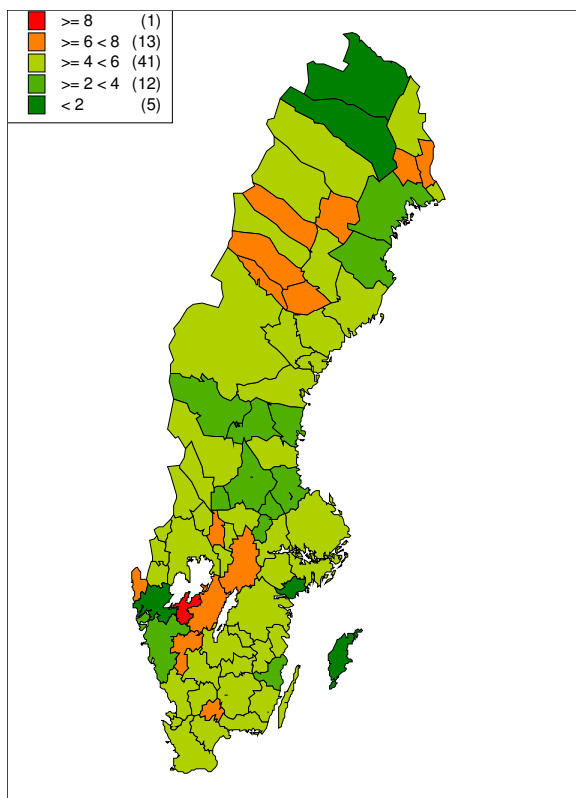 >= 8 (1)
>= 6 < 8 (13)
>= 4 < 6 (41)
>= 2 < 4 (12)
< 2 (5)